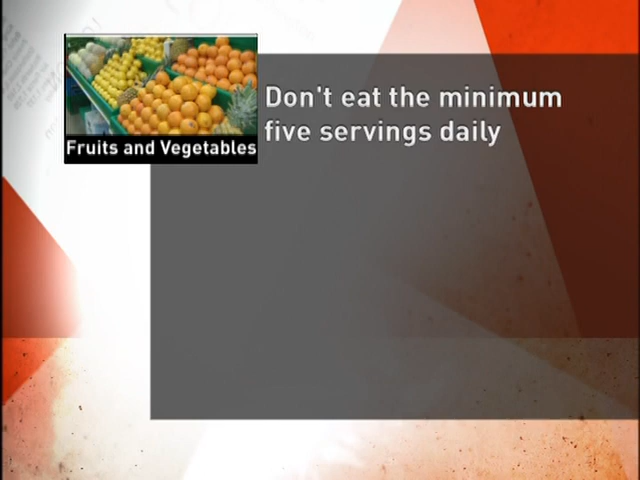 Fruits and Vegetables
Don't eat the minimum
five servings daily